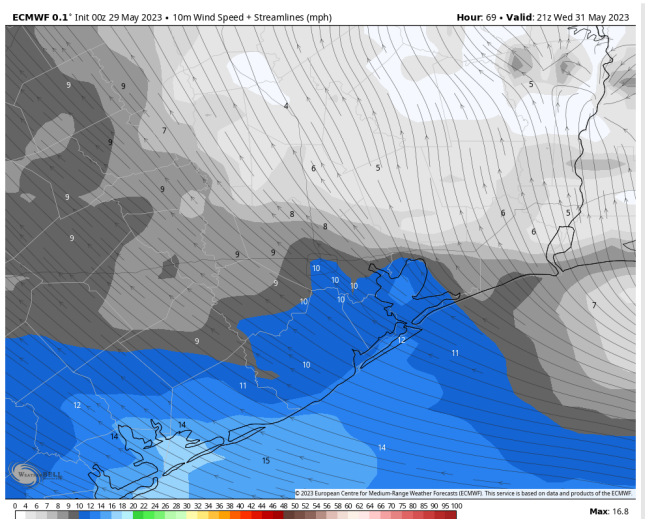 ECMWF 0.1° Init 00z 29 May 2023 • 10m Wind Speed + Streamlines (mph) Hour: 69 • Valid: 21z Wed 31 May 2023
9 9 5
4
7
9
6 5
9 9
8 6 5
9 8 6
9 9
10
9 10 10
10 10 7
9 12
11
10
11
12
14 14
14
15
WeatherBELL
© 2023 European Centre for Medium-Range Weather Forecasts (ECMWF). This service is based on data and products of the ECMWF.
0 4 6 8 10 12 14 16 18 20 22 24 26 28 30 32 34 36 38 40 42 44 46 48 50 52 54 56 58 60 65 70 75 80 85 90 95 100 Max: 16.8